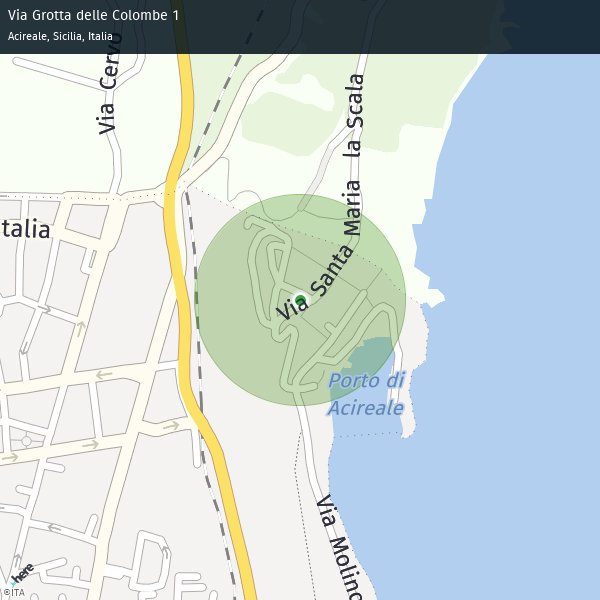 Via Grotta delle Colombe 1
Acireale, Sicilia, Italia
Via Cervo
Via Santa Maria la Scala
talia
Porto di
Acireale
Via Molino
here
©ITA